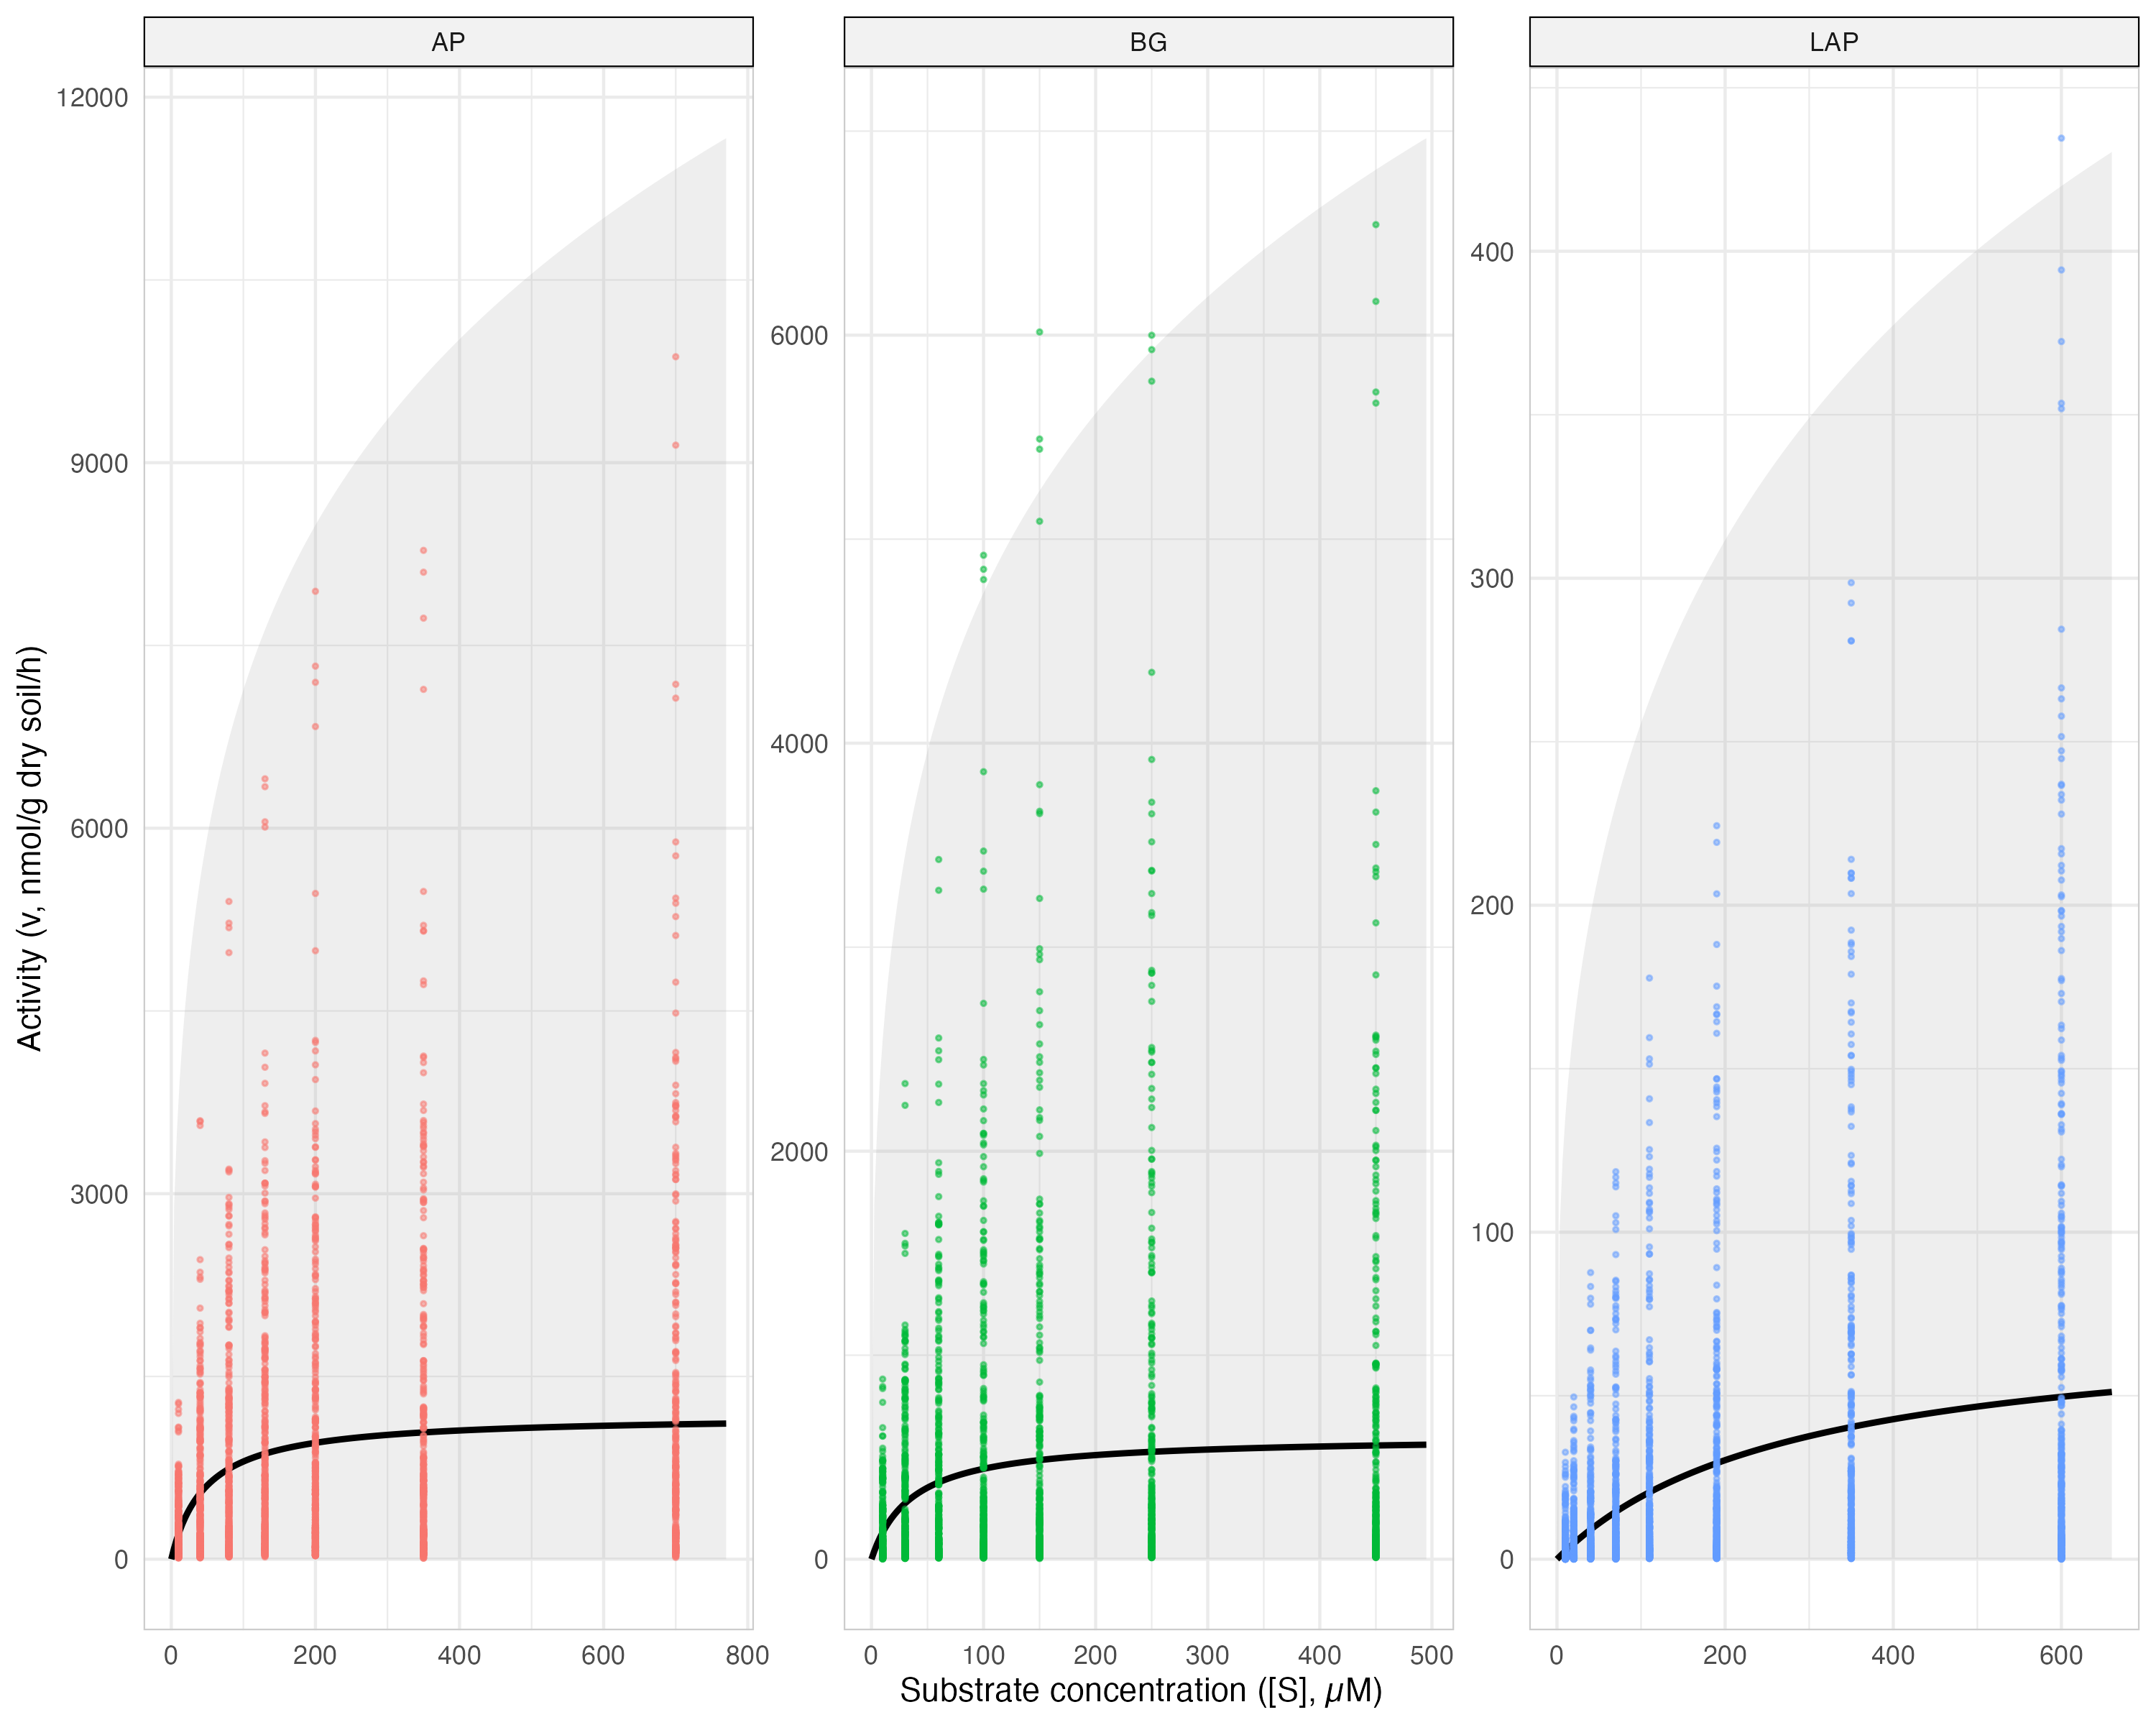 AP
BG
LAP
Activity (v, nmol/g dry soil/h)
12000
9000
6000
3000
0
6000
4000
2000
0
400
300
200
100
0
0 200 400 600 800
0 100 200 300 400 500
0 200 400 600
Substrate concentration ([S], µM)